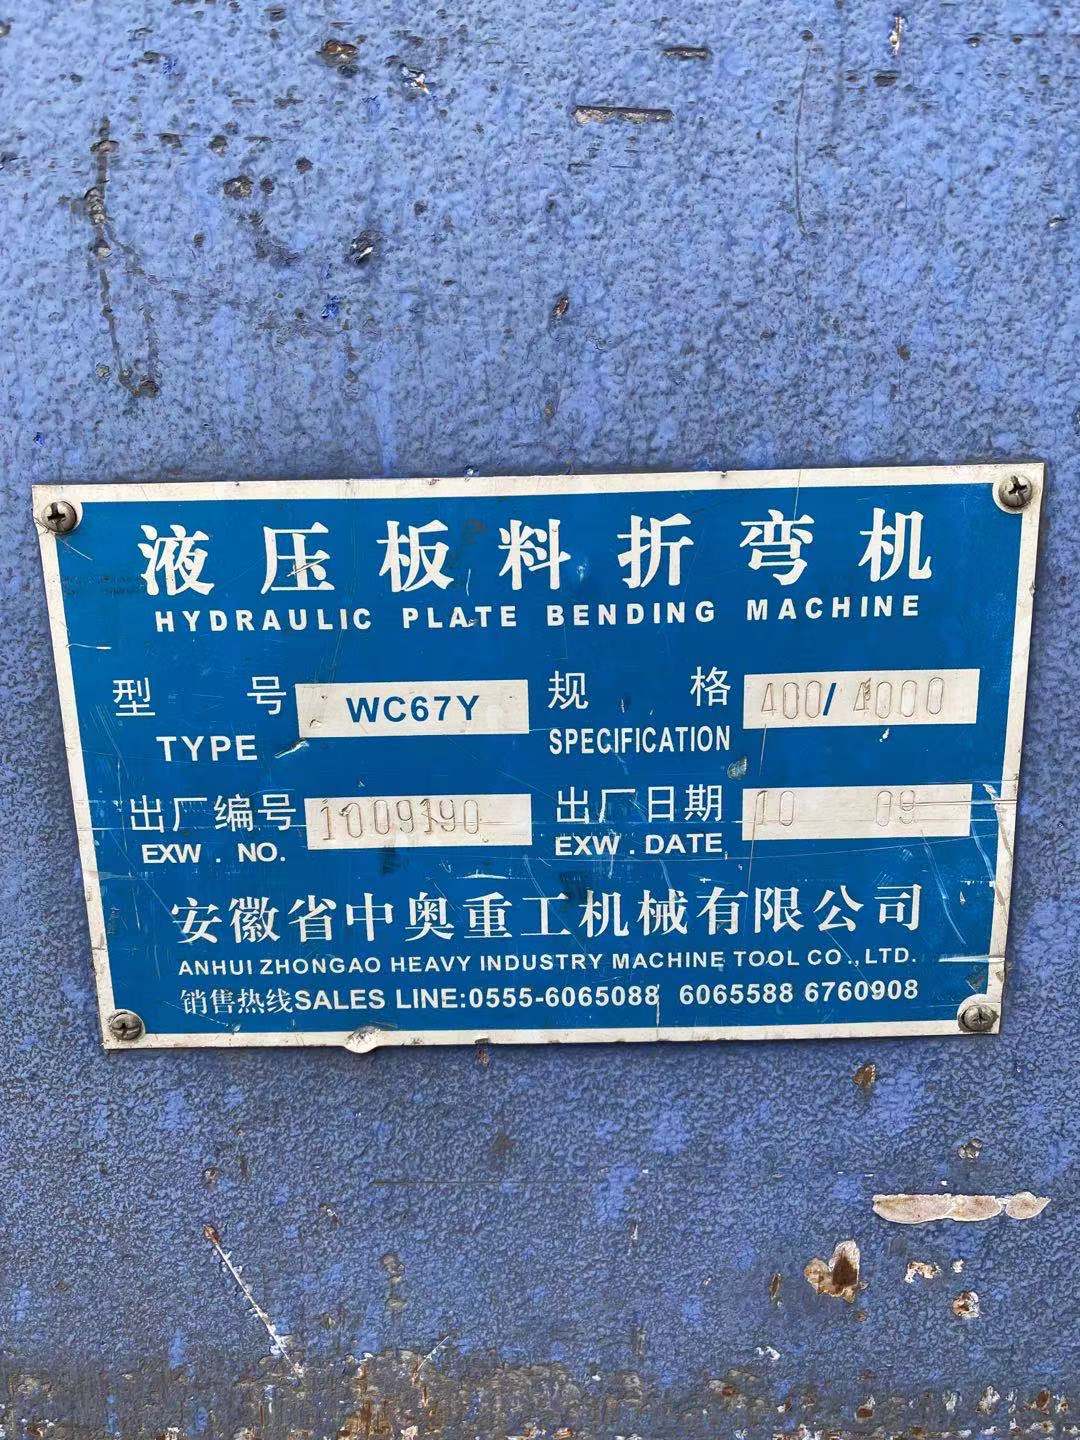 液压板料折弯机
HYDRAULIC PLATE BENDING MACHINE
型号 WC67Y 规格 400/4000
TYPE SPECIFICATION
出厂编号 1009190 出厂日期 10 09
EXW . NO. EXW . DATE
安徽省中奥重工机械有限公司
ANHUI ZHONGAO HEAVY INDUSTRY MACHINE TOOL CO.,LTD.
销售热线SALES LINE:0555-6065088 6065588 6760908